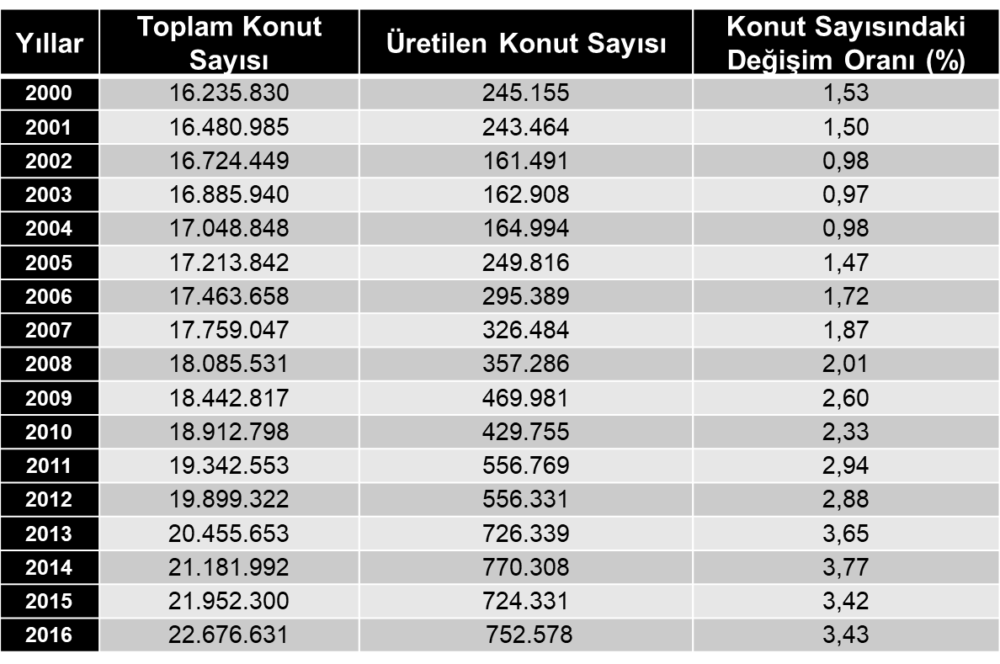 Yıllar Toplam Konut Sayısı Üretilen Konut Sayısı Konut Sayısındaki Değişim Oranı (%)
2000 16.235.830 245.155 1,53
2001 16.480.985 243.464 1,50
2002 16.724.449 161.491 0,98
2003 16.885.940 162.908 0,97
2004 17.048.848 164.994 0,98
2005 17.213.842 249.816 1,47
2006 17.463.658 295.389 1,72
2007 17.759.047 326.484 1,87
2008 18.085.531 357.286 2,01
2009 18.442.817 469.981 2,60
2010 18.912.798 429.755 2,33
2011 19.342.553 556.769 2,94
2012 19.899.322 556.331 2,88
2013 20.455.653 726.339 3,65
2014 21.181.992 770.308 3,77
2015 21.952.300 724.331 3,42
2016 22.676.631 752.578 3,43